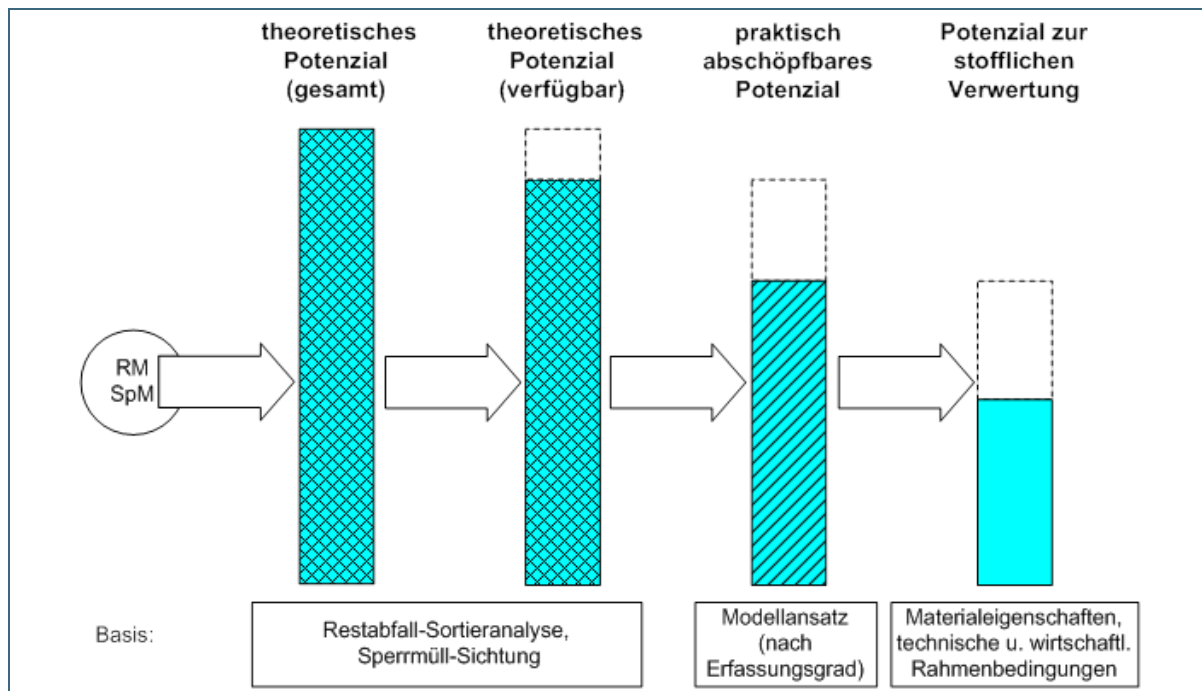 theoretisches
Potenzial
(gesamt)
theoretisches
Potenzial
(verfügbar)
praktisch
abschöpfbares
Potenzial
Potenzial zur
stofflichen
Verwertung
RM
SpM
Basis:
Restabfall-Sortieranalyse,
Sperrmüll-Sichtung
Modellansatz
(nach
Erfassungsgrad)
Materialeigenschaften,
technische u. wirtschaftl.
Rahmenbedingungen